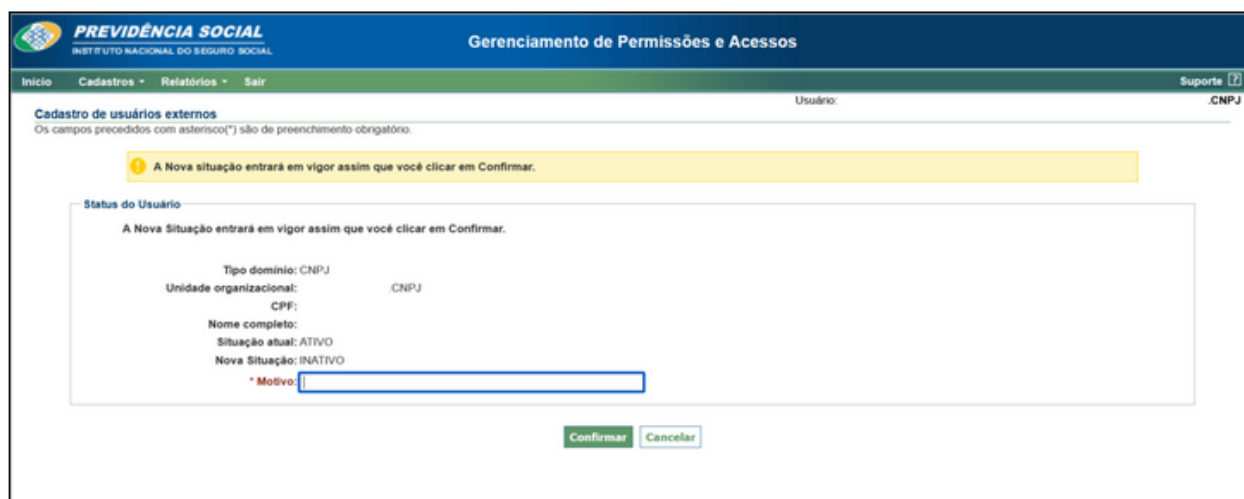 PREVIDÊNCIA SOCIAL
INSTITUTO NACIONAL DO SEGURO SOCIAL
Gerenciamento de Permissões e Acessos
Início Cadastros Relatórios Sair Suporte ?
Usuário: .CNPJ
Cadastro de usuários externos
Os campos precedidos com asterisco(*) são de preenchimento obrigatório.
! A Nova situação entrará em vigor assim que você clicar em Confirmar.
Status do Usuário
A Nova Situação entrará em vigor assim que você clicar em Confirmar.
Tipo domínio: CNPJ
Unidade organizacional: .CNPJ
CPF:
Nome completo:
Situação atual: ATIVO
Nova Situação: INATIVO
* Motivo:
Confirmar Cancelar